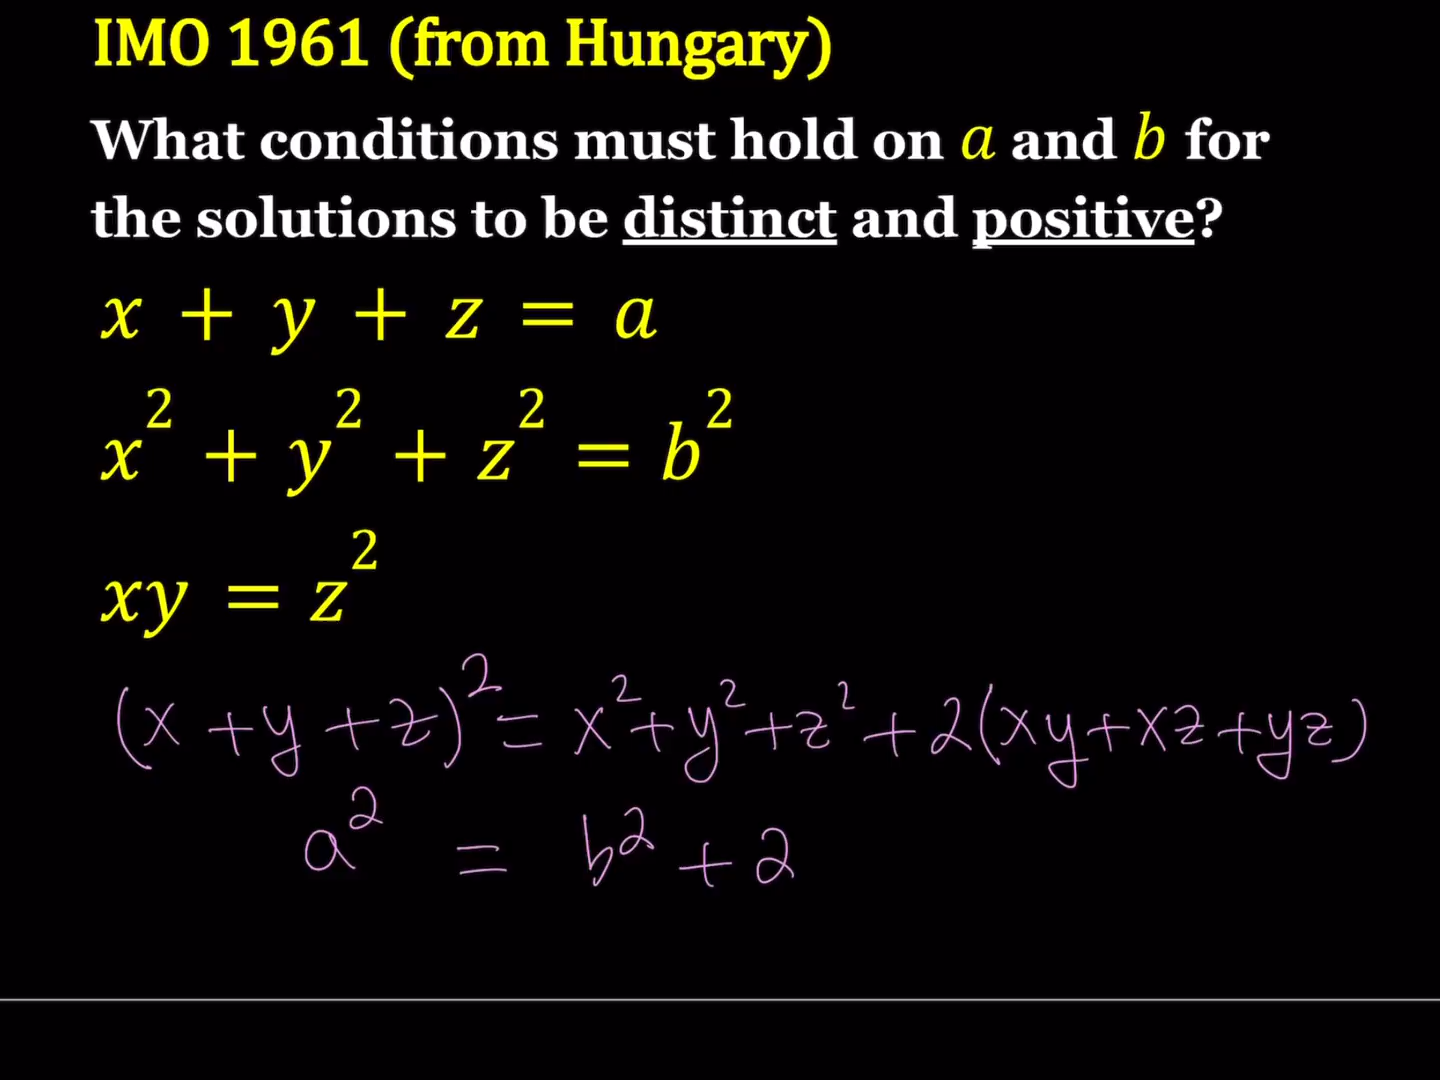 IMO 1961 (from Hungary)
What conditions must hold on a and b for
the solutions to be distinct and positive?
x + y + z = a
x² + y² + z² = b²
xy = z²
(x + y + z)² = x² + y² + z² + 2(xy + xz + yz)
a² = b² + 2